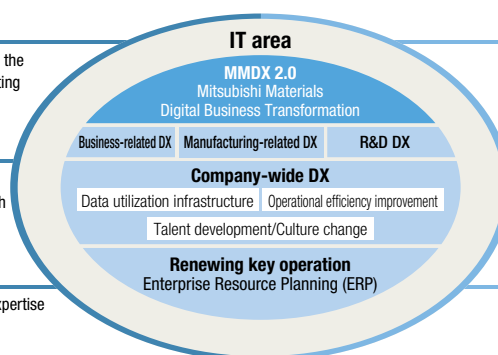 IT area
the
MMDX 2.0
Mitsubishi Materials
Digital Business Transformation
Business-related DX Manufacturing-related DX R&D DX
Company-wide DX
Data utilization infrastructure Operational efficiency improvement
Talent development/Culture change
Renewing key operation
Enterprise Resource Planning (ERP)